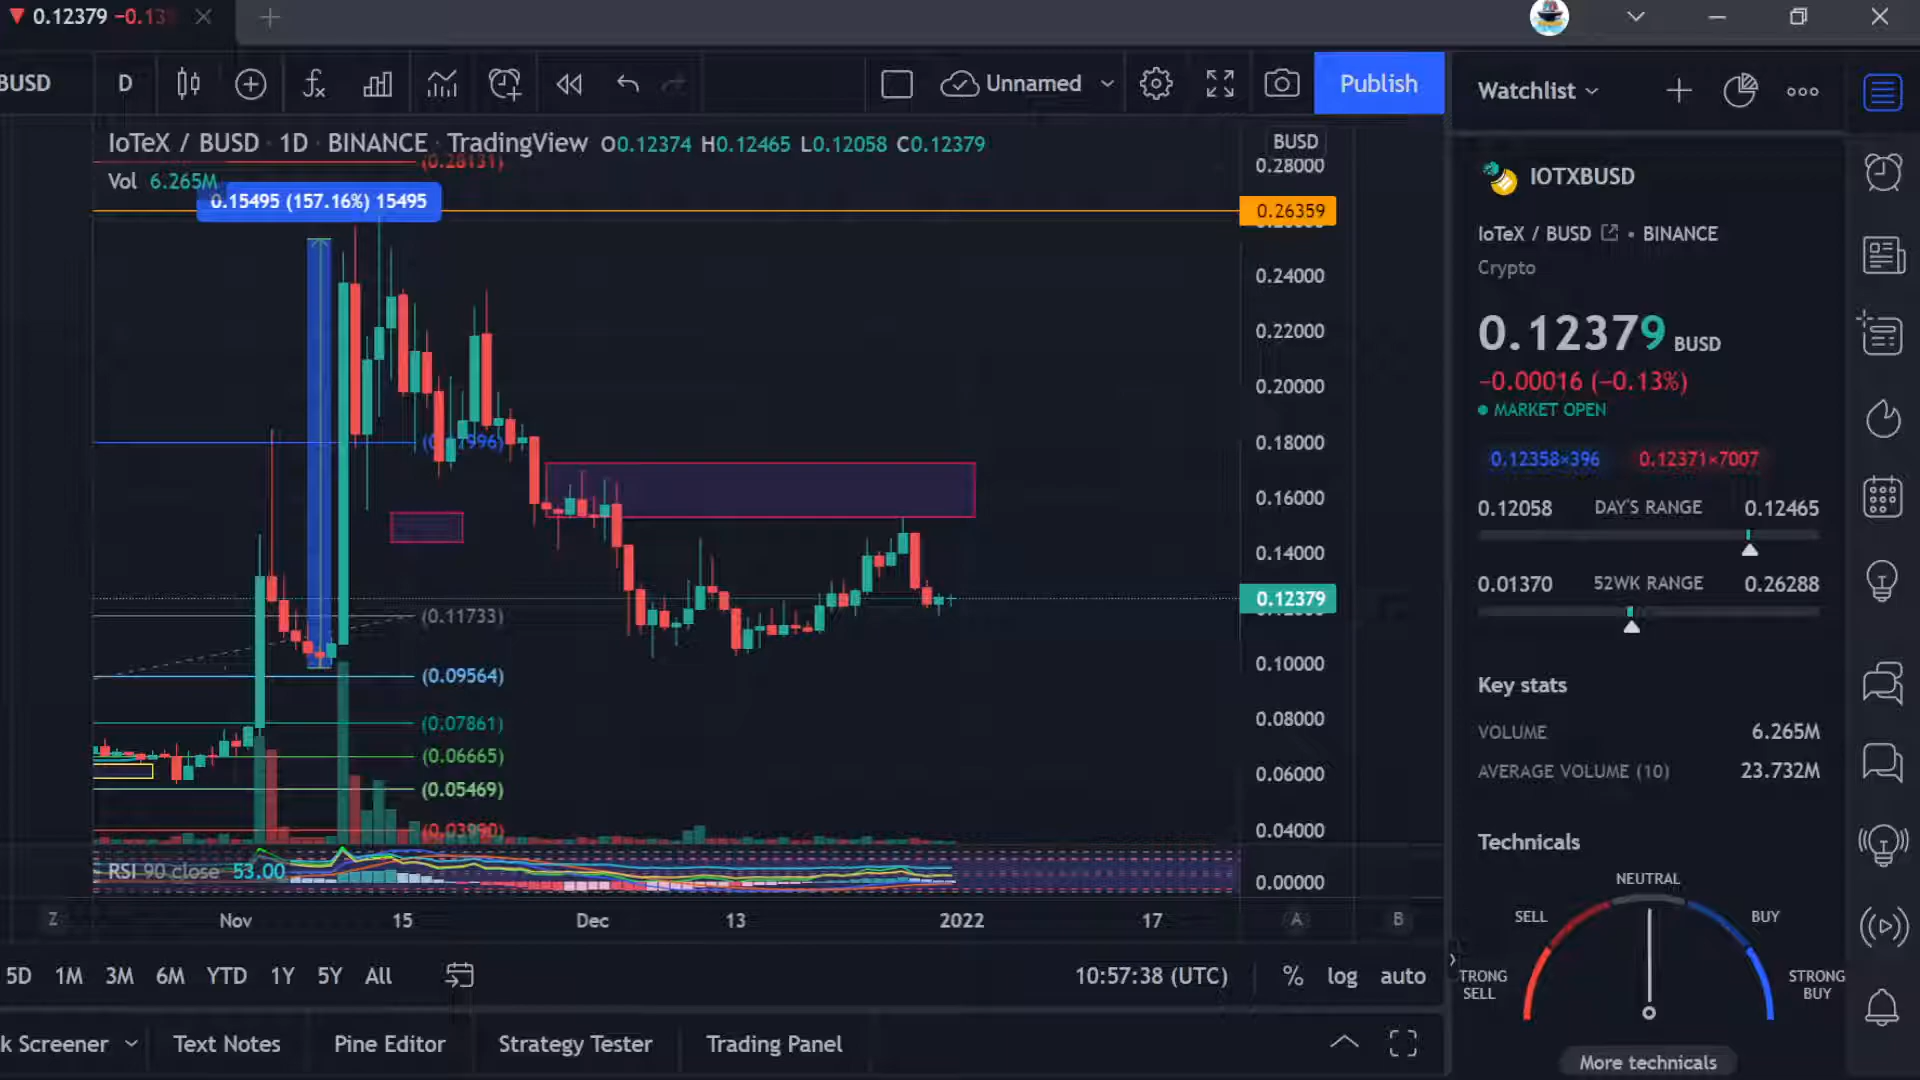 0.12379 −0.13
BUSD
D
Unnamed
Publish
Watchlist
IoTeX / BUSD · 1D · BINANCE · TradingView O0.12374 H0.12465 L0.12058 C0.12379
Vol 6.265M
(0.28131)
0.15495 (157.16%) 15495
BUSD
0.28000
0.26359
0.24000
0.22000
0.20000
0.18000
0.16000
0.14000
0.12379
0.10000
0.08000
0.06000
0.04000
0.00000
(0.11733)
(0.09564)
(0.07861)
(0.06665)
(0.05469)
(0.03990)
RSI 90 close 53.00
Z
Nov
15
Dec
13
2022
17
A
B
5D 1M 3M 6M YTD 1Y 5Y All
10:57:38 (UTC)
% log auto
k Screener
Text Notes
Pine Editor
Strategy Tester
Trading Panel
IOTXBUSD
IoTeX / BUSD • BINANCE
Crypto
0.12379 BUSD
−0.00016 (−0.13%)
MARKET OPEN
0.12358×396 0.12371×7007
0.12058 DAY'S RANGE 0.12465
0.01370 52WK RANGE 0.26288
Key stats
VOLUME 6.265M
AVERAGE VOLUME (10) 23.732M
Technicals
NEUTRAL
SELL
BUY
TRONG SELL
STRONG BUY
More technicals